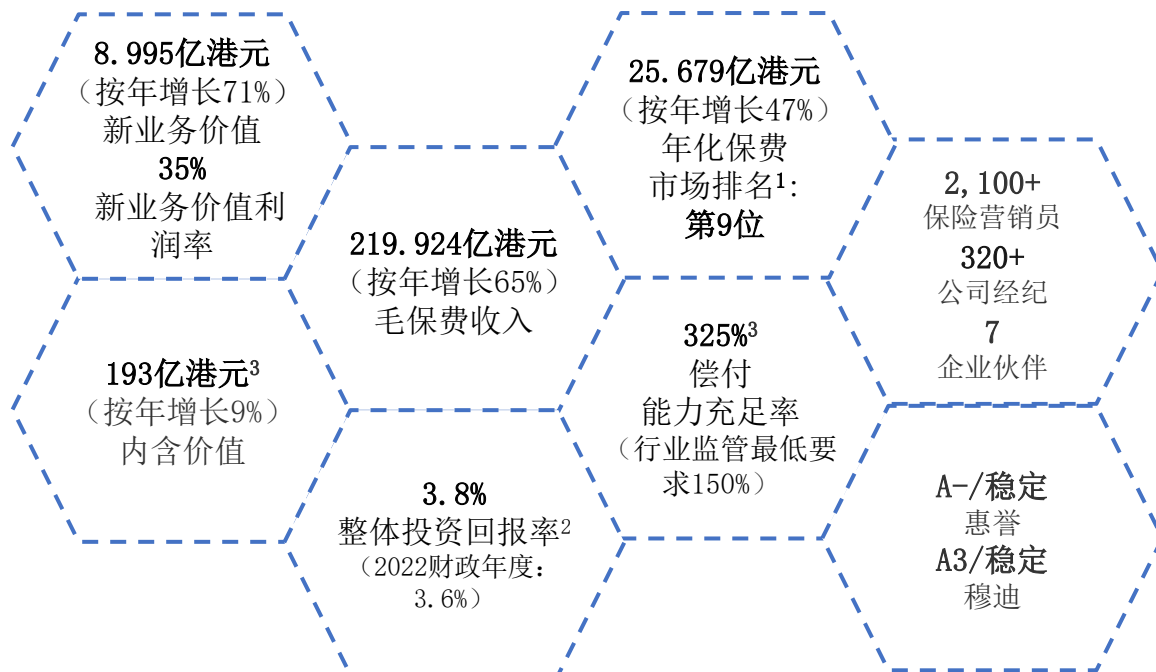 8.995亿港元
（按年增长71%）
新业务价值
35%
新业务价值利
润率
219.924亿港元
（按年增长65%）
毛保费收入
25.679亿港元
（按年增长47%）
年化保费
市场排名¹:
第9位
2,100+
保险营销员
320+
公司经纪
7
企业伙伴
193亿港元³
（按年增长9%）
内含价值
3.8%
整体投资回报率²
（2022财政年度：
3.6%）
325%³
偿付
能力充足率
（行业监管最低要
求150%）
A-/稳定
惠誉
A3/稳定
穆迪